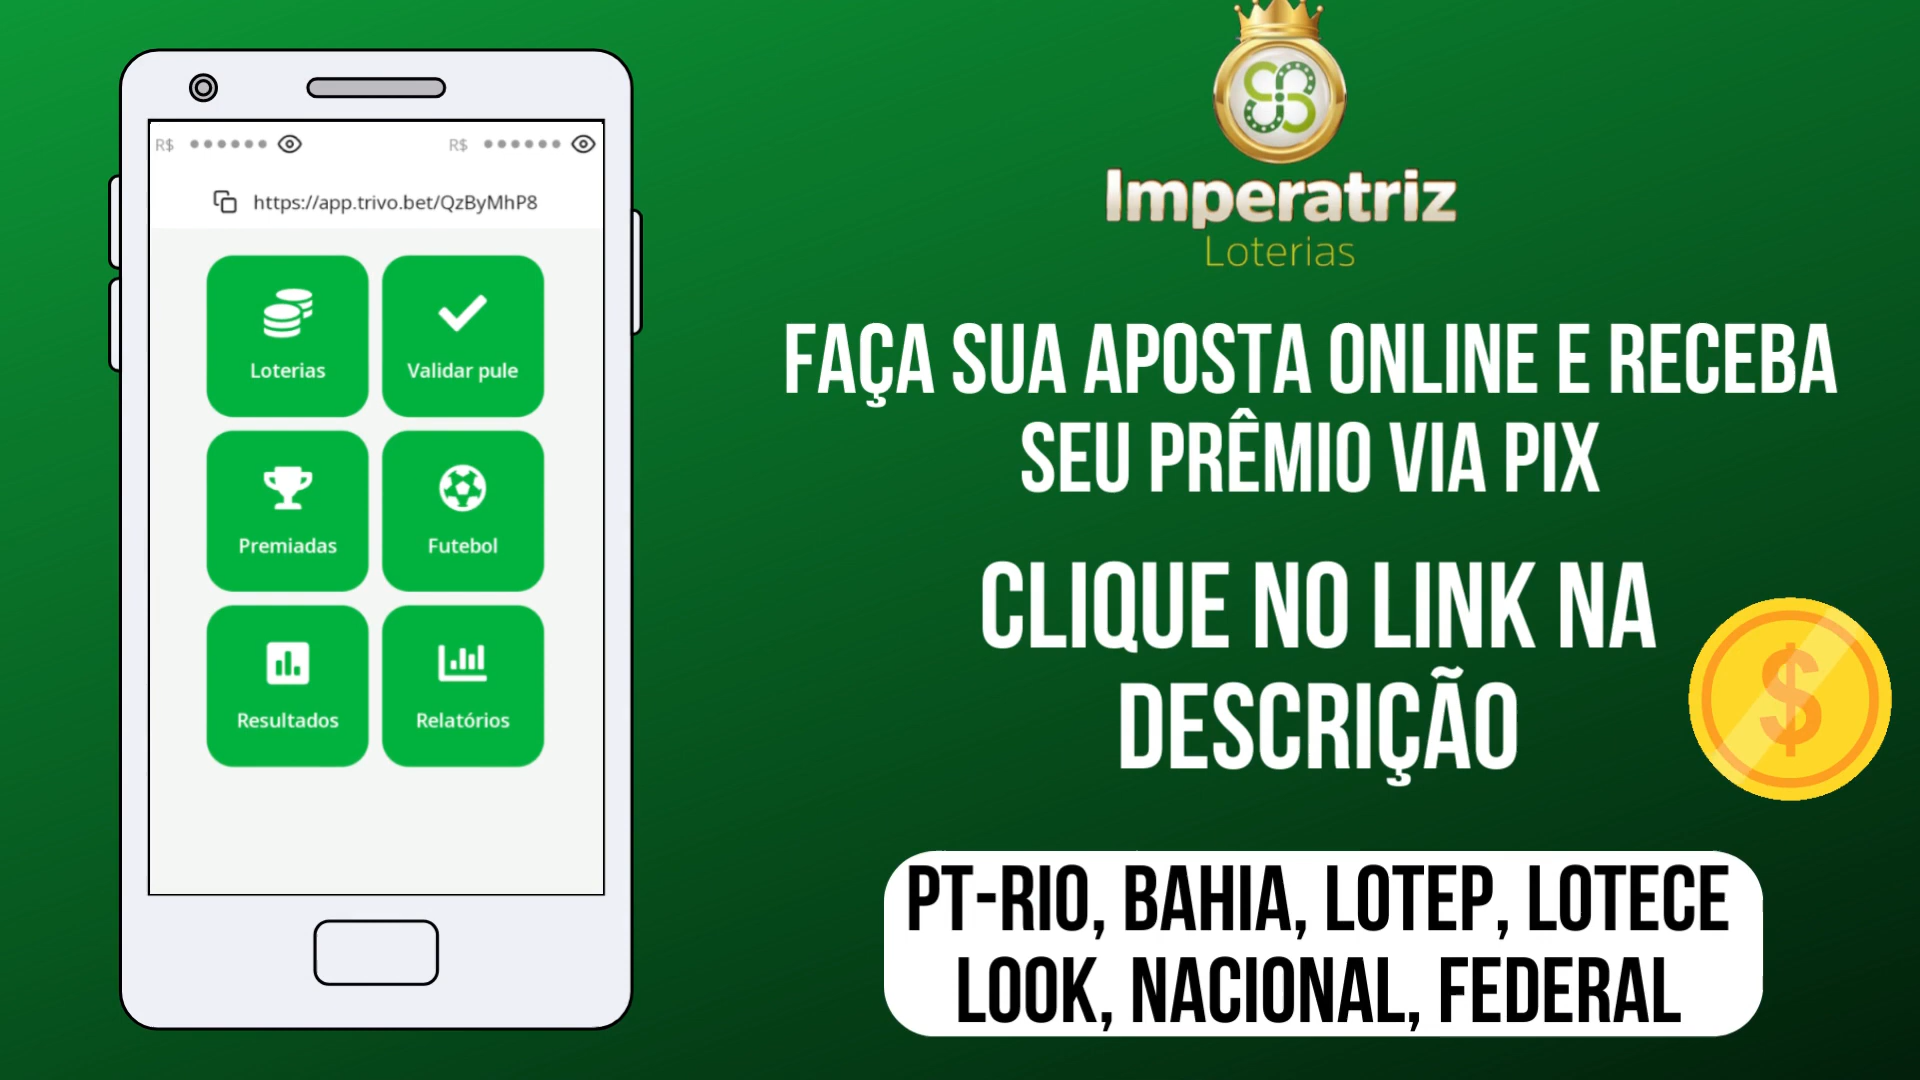 R$ •••••• R$ ••••••
https://app.trivo.bet/QzByMhP8
Loterias
Validar pule
Premiadas
Futebol
Resultados
Relatórios
Imperatriz
Loterias
FAÇA SUA APOSTA ONLINE E RECEBA
SEU PRÊMIO VIA PIX
CLIQUE NO LINK NA
DESCRIÇÃO
$
PT-RIO, BAHIA, LOTEP, LOTECE
LOOK, NACIONAL, FEDERAL